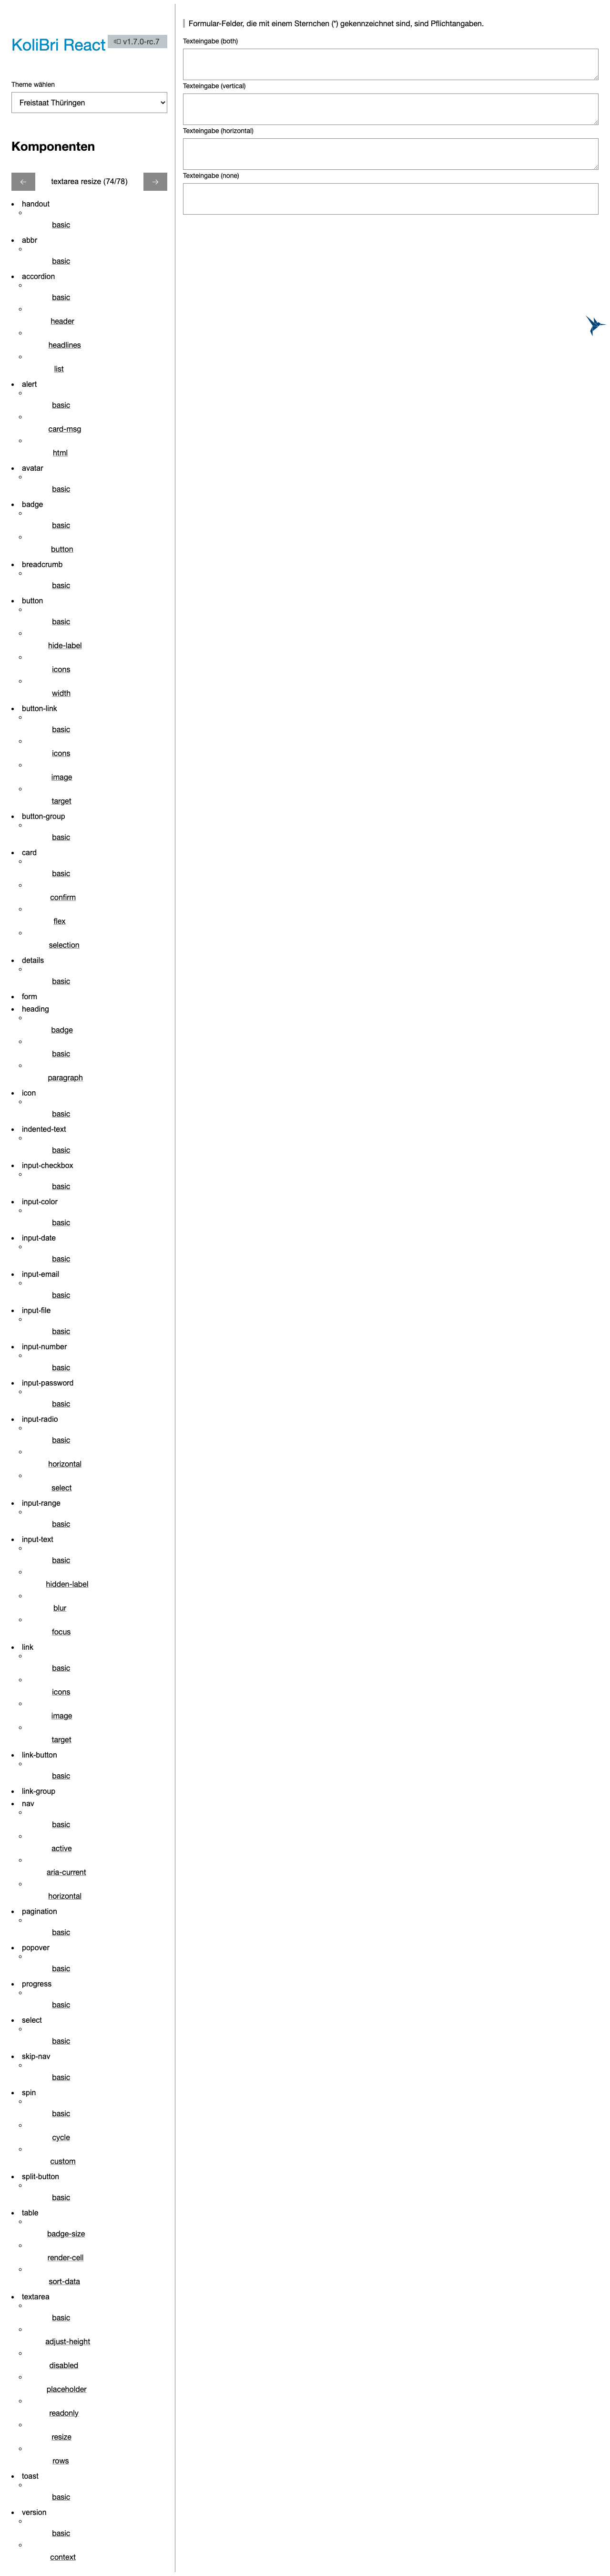 KoliBri React
v1.7.0-rc.7
Theme wählen
Freistaat Thüringen
Komponenten
textarea resize (74/78)
handout
basic
abbr
basic
accordion
basic
header
headlines
list
alert
basic
card-msg
html
avatar
basic
badge
basic
button
breadcrumb
basic
button
basic
hide-label
icons
width
button-link
basic
icons
image
target
button-group
basic
card
basic
confirm
flex
selection
details
basic
form
heading
badge
basic
paragraph
icon
basic
indented-text
basic
input-checkbox
basic
input-color
basic
input-date
basic
input-email
basic
input-file
basic
input-number
basic
input-password
basic
input-radio
basic
horizontal
select
input-range
basic
input-text
basic
hidden-label
blur
focus
link
basic
icons
image
target
link-button
basic
link-group
nav
basic
active
aria-current
horizontal
pagination
basic
popover
basic
progress
basic
select
basic
skip-nav
basic
spin
basic
cycle
custom
split-button
basic
table
badge-size
render-cell
sort-data
textarea
basic
adjust-height
disabled
placeholder
readonly
resize
rows
toast
basic
version
basic
context
Formular-Felder, die mit einem Sternchen (*) gekennzeichnet sind, sind Pflichtangaben.
Texteingabe (both)
Texteingabe (vertical)
Texteingabe (horizontal)
Texteingabe (none)